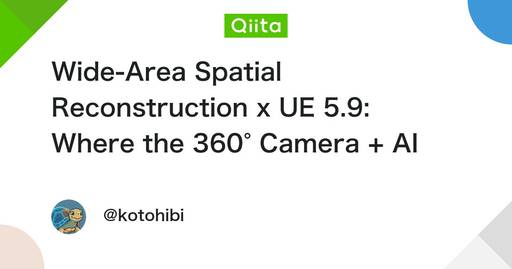 Qiita
Wide-Area Spatial
Reconstruction x UE 5.9:
Where the 360° Camera + AI
@kotohibi